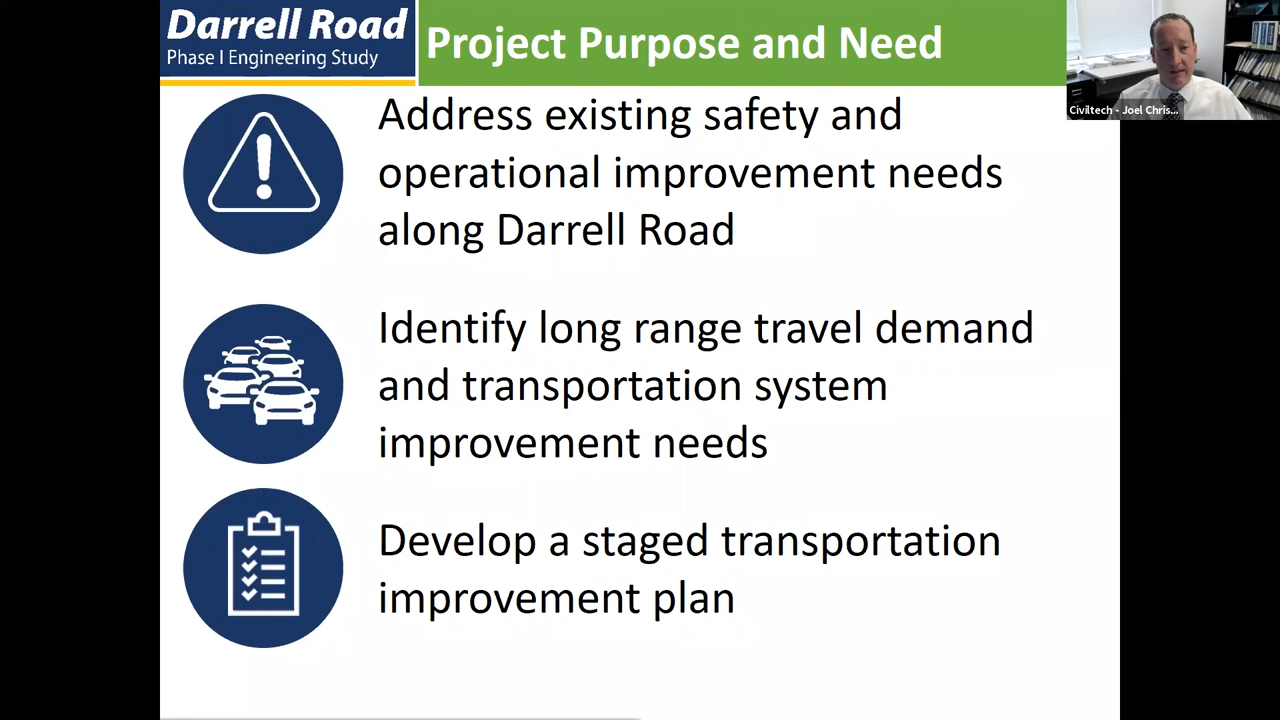 Darrell Road
Phase I Engineering Study
Project Purpose and Need
Civiltech - Joel Chris...
Address existing safety and
operational improvement needs
along Darrell Road
Identify long range travel demand
and transportation system
improvement needs
Develop a staged transportation
improvement plan